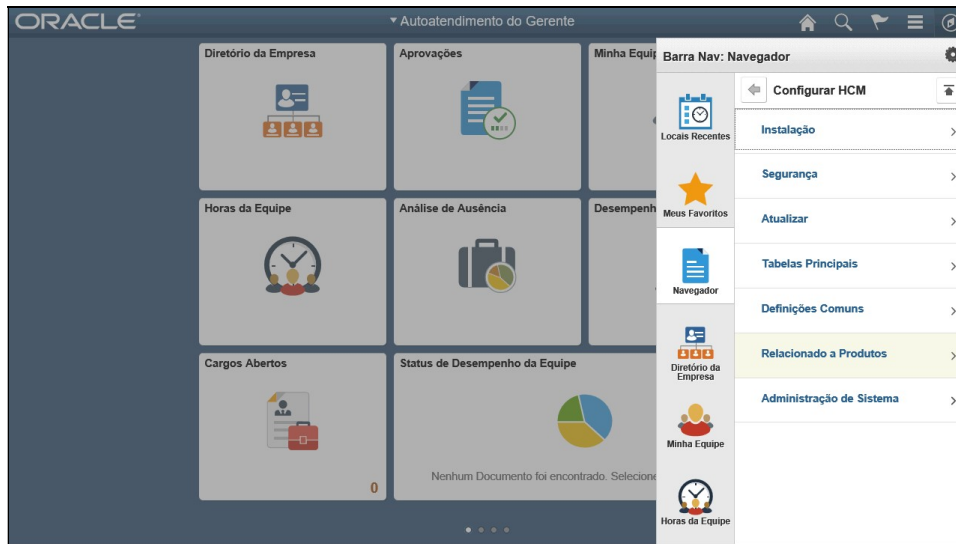 ORACLE
Autoatendimento do Gerente
Diretório da Empresa
Aprovações
Minha Equip
Horas da Equipe
Análise de Ausência
Desempenh
Cargos Abertos
0
Status de Desempenho da Equipe
Nenhum Documento foi encontrado. Selecione
Barra Nav: Navegador
Locais Recentes
Meus Favoritos
Navegador
Diretório da
Empresa
Minha Equipe
Horas da Equipe
Configurar HCM
Instalação
Segurança
Atualizar
Tabelas Principais
Definições Comuns
Relacionado a Produtos
Administração de Sistema